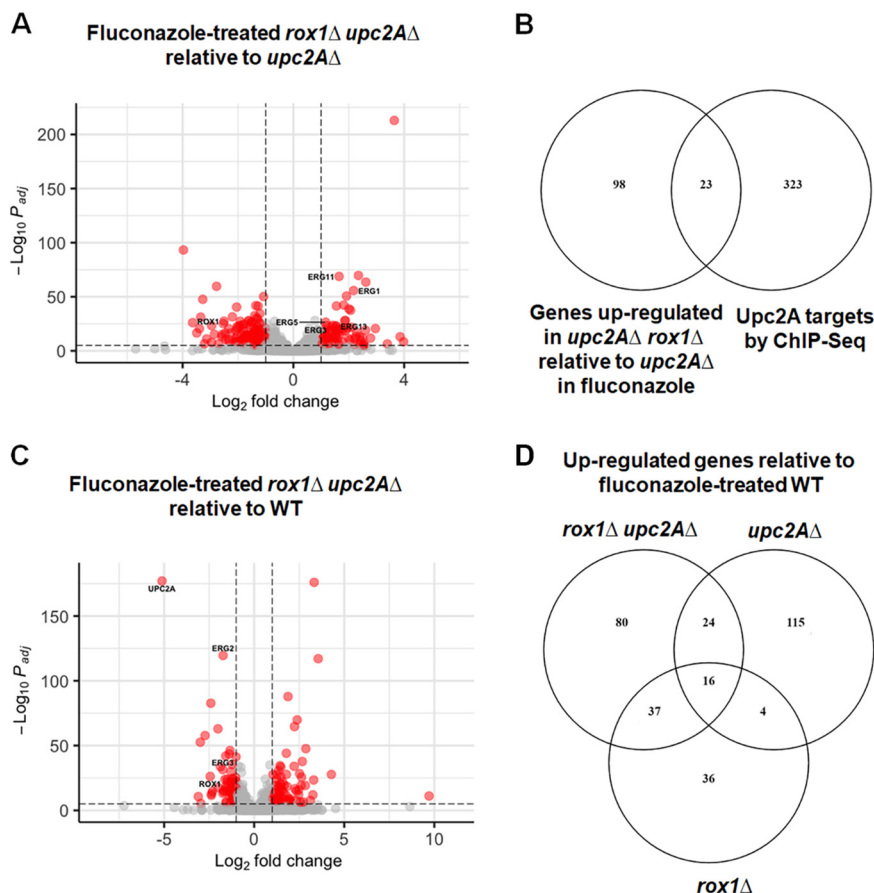 A
Fluconazole-treated rox1Δ upc2AΔ
relative to upc2AΔ
−Log10 Padj
200
150
100
50
0
ERG11
ERG1
ROX1
ERG5
ERG3
ERG13
-4
0
4
Log2 fold change
B
98
23
323
Genes up-regulated
in upc2AΔ rox1Δ
relative to upc2AΔ
in fluconazole
Upc2A targets
by ChIP-Seq
C
Fluconazole-treated rox1Δ upc2AΔ
relative to WT
−Log10 Padj
150
100
50
0
UPC2A
ERG2
ERG3
ROX1
-5
0
5
10
Log2 fold change
D
Up-regulated genes relative to
fluconazole-treated WT
rox1Δ upc2AΔ
upc2AΔ
80
24
115
16
37
4
36
rox1Δ